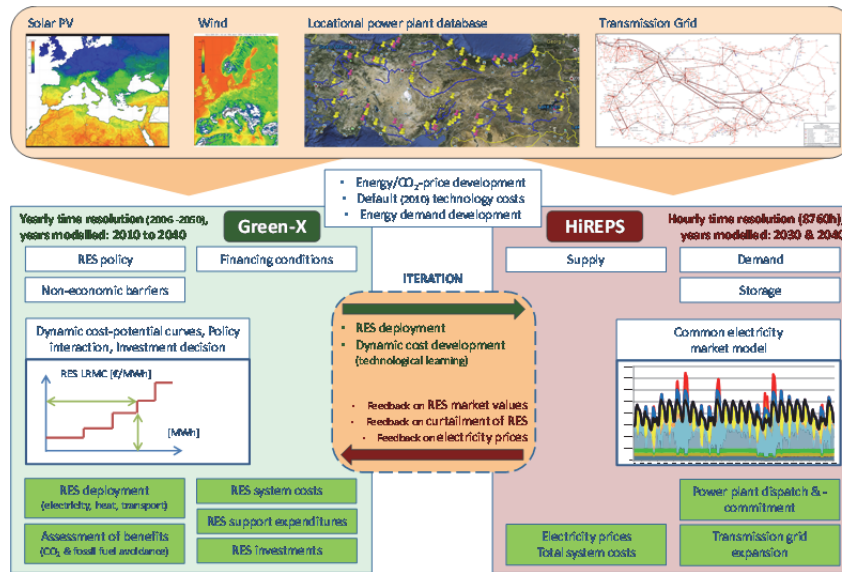 Solar PV
Wind
Locational power plant database
Transmission Grid
• Energy/CO₂-price development
• Default (2010) technology costs
• Energy demand development
Yearly time resolution (2006 -2050),
years modelled: 2010 to 2040
Green-X
RES policy
Financing conditions
Non-economic barriers
Dynamic cost-potential curves, Policy
interaction, Investment decision
RES LRMC [€/MWh]
[MWh]
RES deployment
(electricity, heat, transport)
Assessment of benefits
(CO₂ & fossil fuel avoidance)
RES system costs
RES support expenditures
RES investments
ITERATION
• RES deployment
• Dynamic cost development
(technological learning)
• Feedback on RES market values
• Feedback on curtailment of RES
• Feedback on electricity prices
HiREPS
Hourly time resolution (8760h),
years modelled: 2030 & 2040
Supply
Demand
Storage
Common electricity
market model
Power plant dispatch & -
commitment
Electricity prices
Total system costs
Transmission grid
expansion